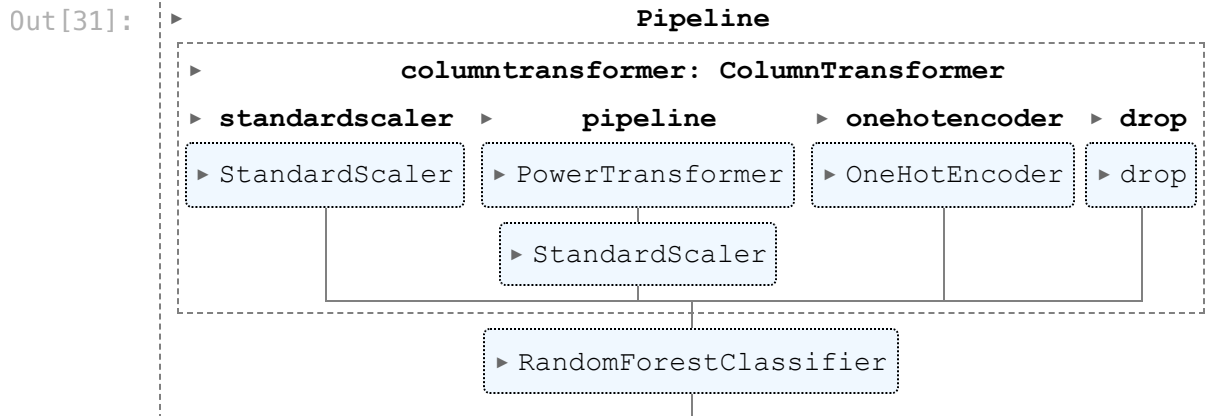 Out[31]:
Pipeline
columntransformer: ColumnTransformer
standardscaler pipeline onehotencoder drop
StandardScaler PowerTransformer OneHotEncoder drop
StandardScaler
RandomForestClassifier